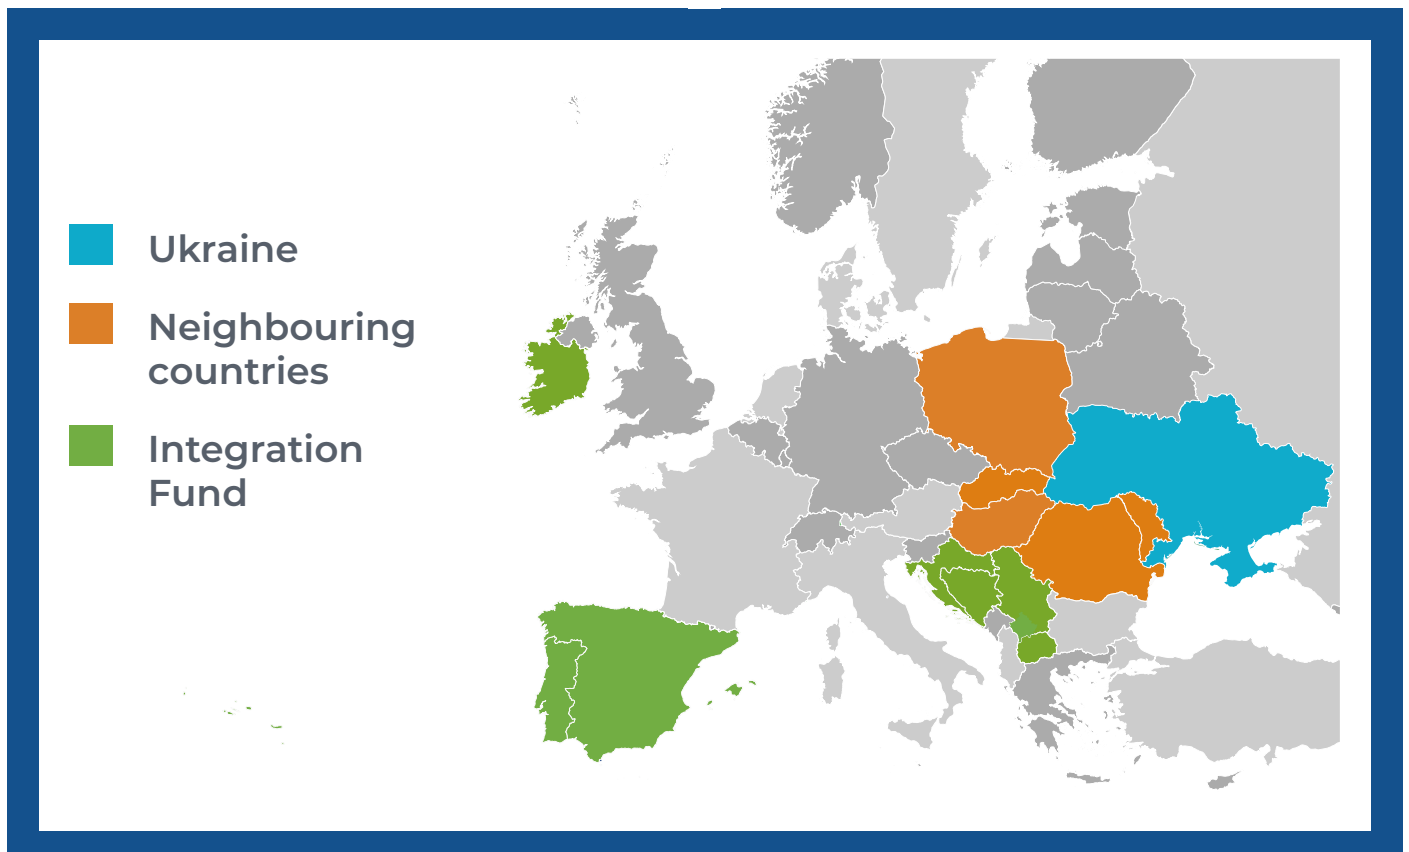 Ukraine
Neighbouring
countries
Integration
Fund